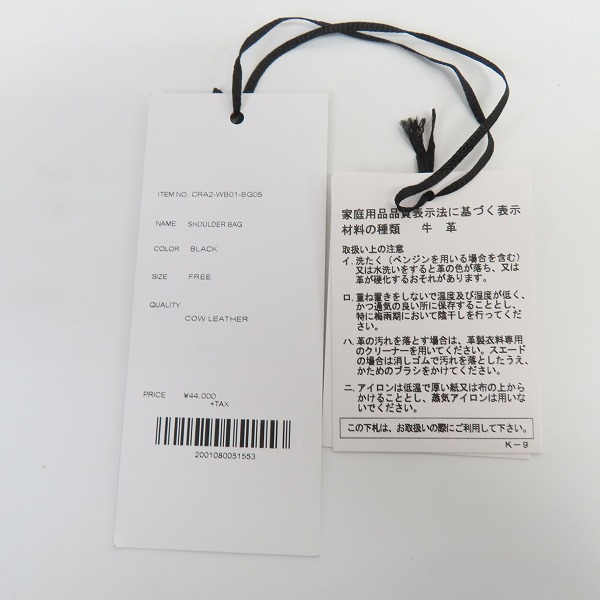 ITEM NO. CRA2-WB01-BG05
NAME SHOULDER BAG
COLOR BLACK
SIZE FREE
QUALITY
COW LEATHER
PRICE ¥44,000
+TAX
2001080051553
家庭用品品質表示法に基づく表示
材料の種類 牛 革
取扱い上の注意
イ.洗たく(ベンジンを用いる場合を含む)
又は水洗いをすると革の色が落ち、又は
革が硬化するおそれがあります。
ロ.重ね置きをしないで温度及び湿度が低く、
かつ通気の良い所に保存することとし、
特に梅雨期において陰干しを行ってくだ
さい。
ハ.革の汚れを落とす場合は、革製衣料専用
のクリーナーを用いてください。スエード
の場合は消しゴムで汚れを落としたうえ、
かためのブラシをかけてください。
ニ.アイロンは低温で厚い紙又は布の上から
かけることとし、蒸気アイロンは用いな
いでください。
この下札は、お取扱いの際にご利用して下さい。
K-9